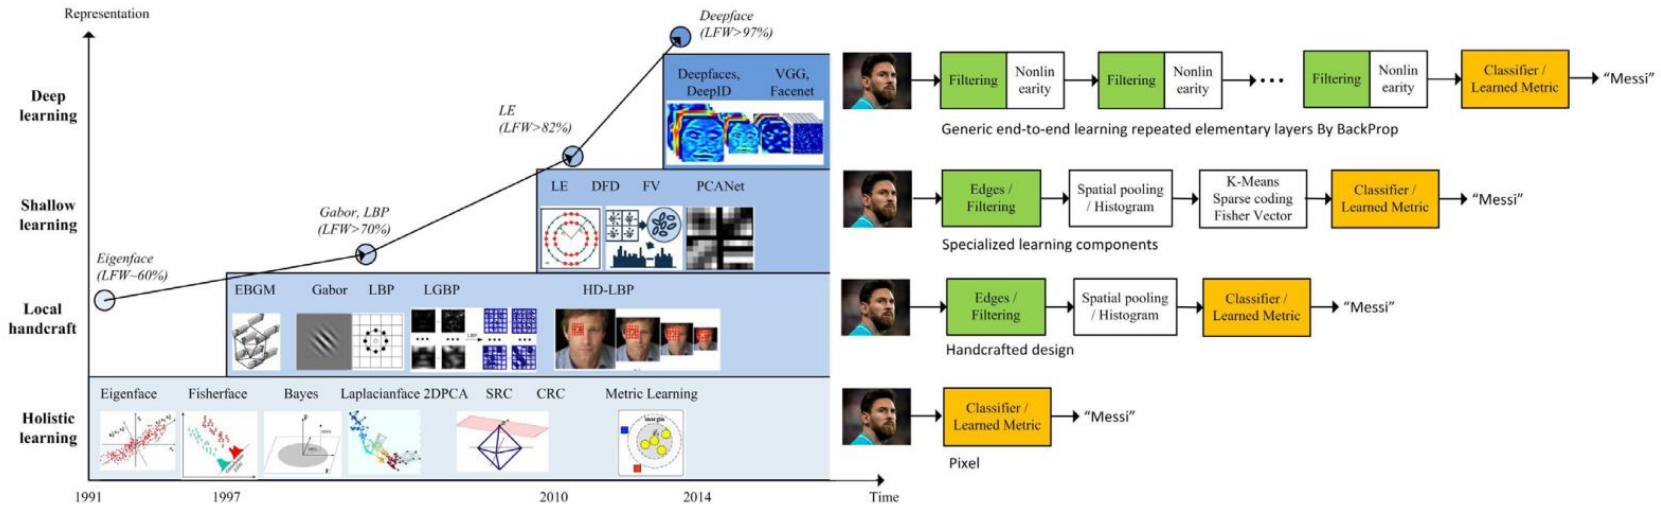 Representation
Deepface
(LFW>97%)
Deep
learning
Deepfaces,
DeepID
VGG,
Facenet
LE
(LFW>82%)
Shallow
learning
LE DFD FV PCANet
Gabor, LBP
(LFW>70%)
Eigenface
(LFW~60%)
Local
handcraft
EBGM Gabor LBP LGBP HD-LBP
Holistic
learning
Eigenface Fisherface Bayes Laplacianface 2DPCA SRC CRC Metric Learning
margin
1991 1997 2010 2014 Time
Filtering
Nonlin
earity
Filtering
Nonlin
earity
Filtering
Nonlin
earity
Classifier /
Learned Metric
“Messi”
Generic end-to-end learning repeated elementary layers By BackProp
Edges /
Filtering
Spatial pooling
/ Histogram
K-Means
Sparse coding
Fisher Vector
Classifier /
Learned Metric
“Messi”
Specialized learning components
Edges /
Filtering
Spatial pooling
/ Histogram
Classifier /
Learned Metric
“Messi”
Handcrafted design
Classifier /
Learned Metric
“Messi”
Pixel